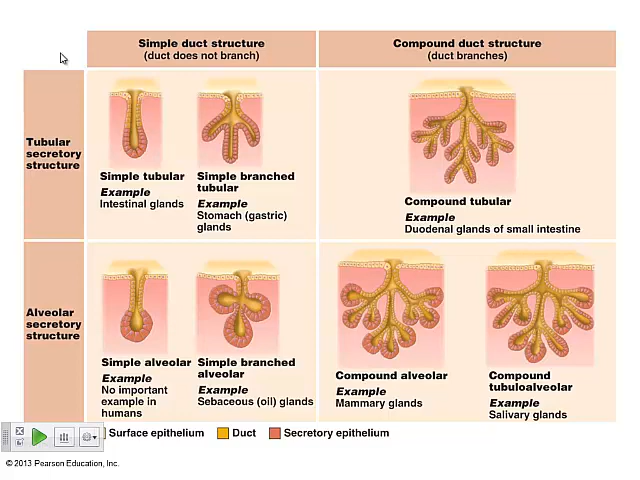 Simple duct structure
(duct does not branch)
Compound duct structure
(duct branches)
Tubular
secretory
structure
Simple tubular
Example
Intestinal glands
Simple branched
tubular
Example
Stomach (gastric)
glands
Compound tubular
Example
Duodenal glands of small intestine
Alveolar
secretory
structure
Simple alveolar
Example
No important
example in
humans
Simple branched
alveolar
Example
Sebaceous (oil) glands
Compound alveolar
Example
Mammary glands
Compound
tubuloalveolar
Example
Salivary glands
Surface epithelium
Duct
Secretory epithelium
© 2013 Pearson Education, Inc.